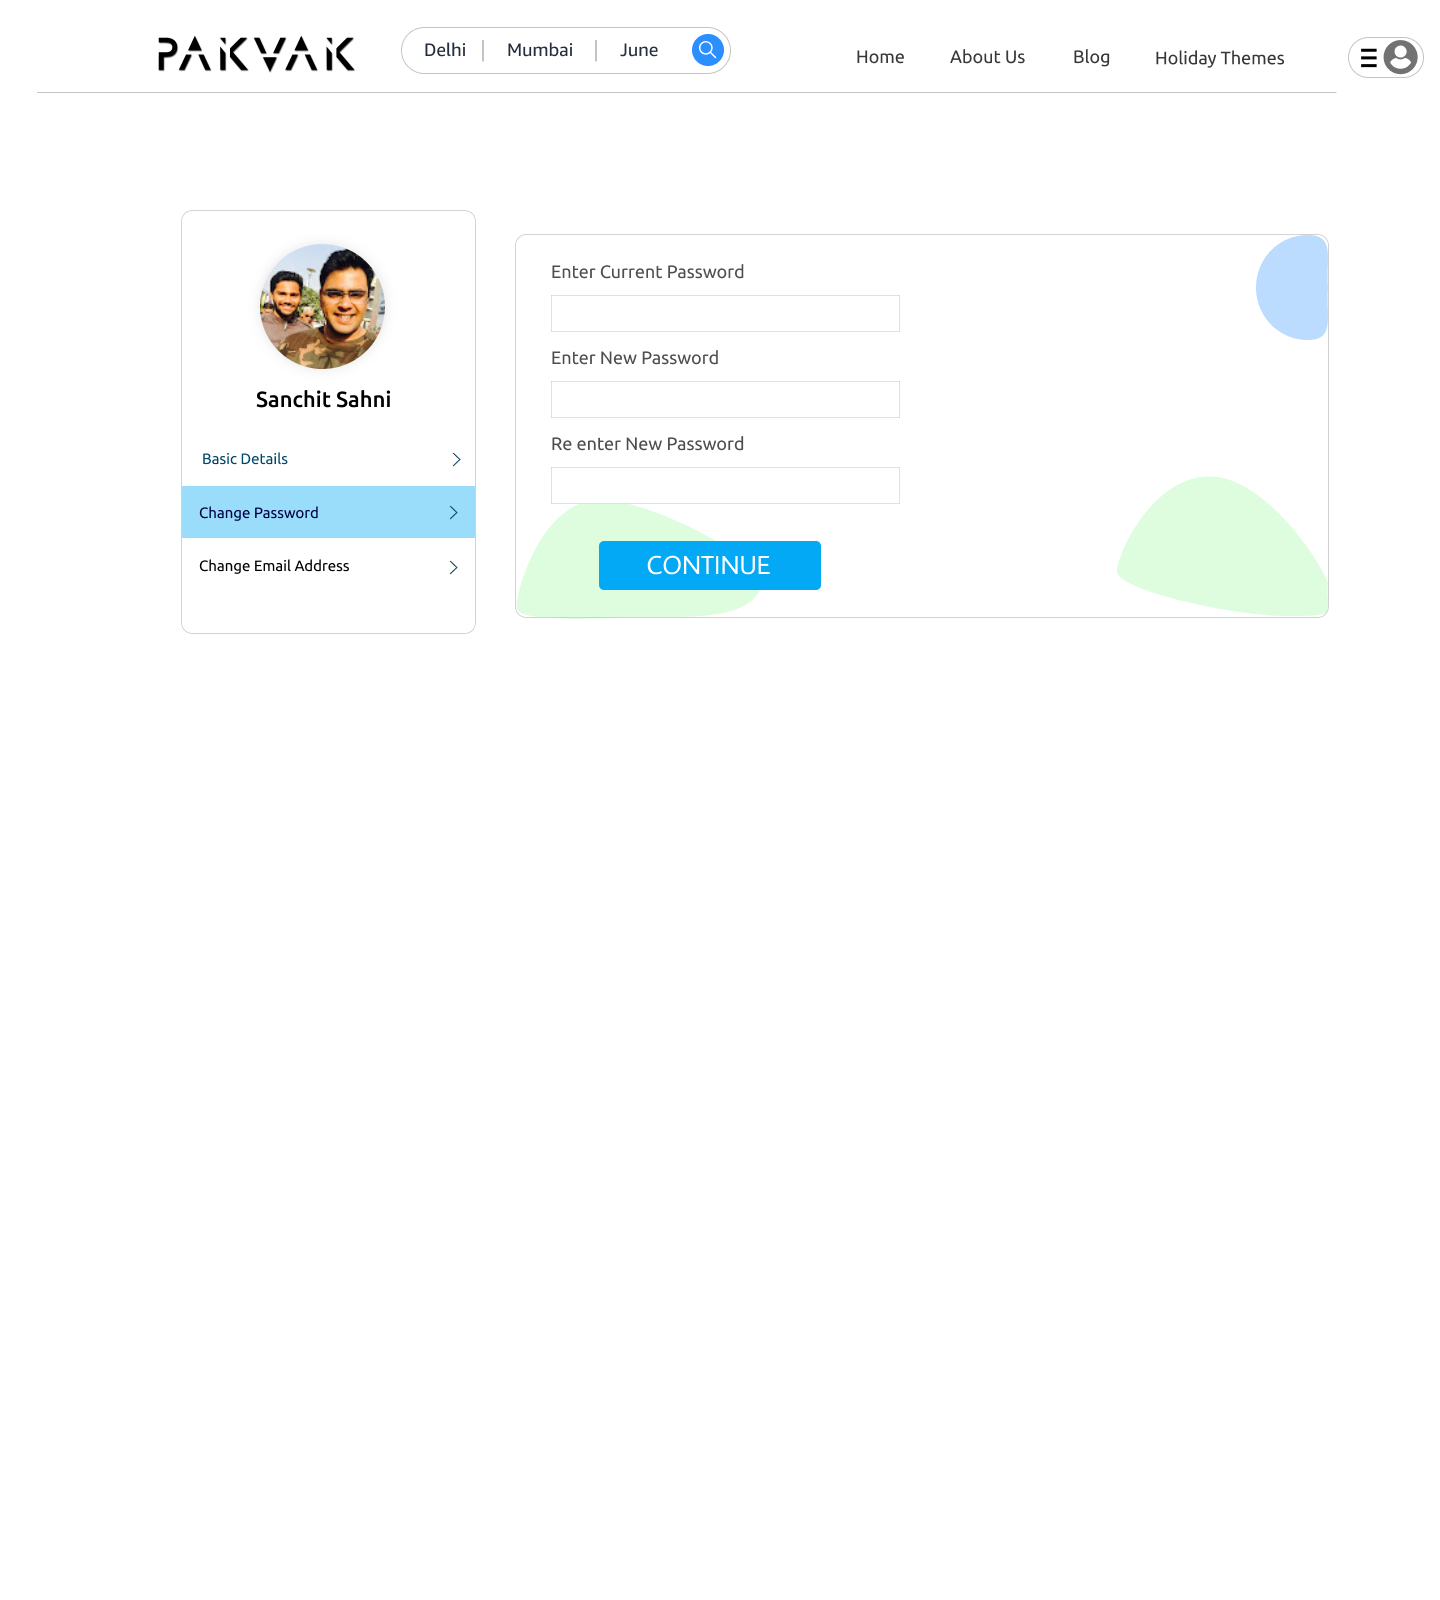 PAKVAK
Delhi | Mumbai | June
Home About Us Blog Holiday Themes
Sanchit Sahni
Basic Details
Change Password
Change Email Address
Enter Current Password
Enter New Password
Re enter New Password
CONTINUE